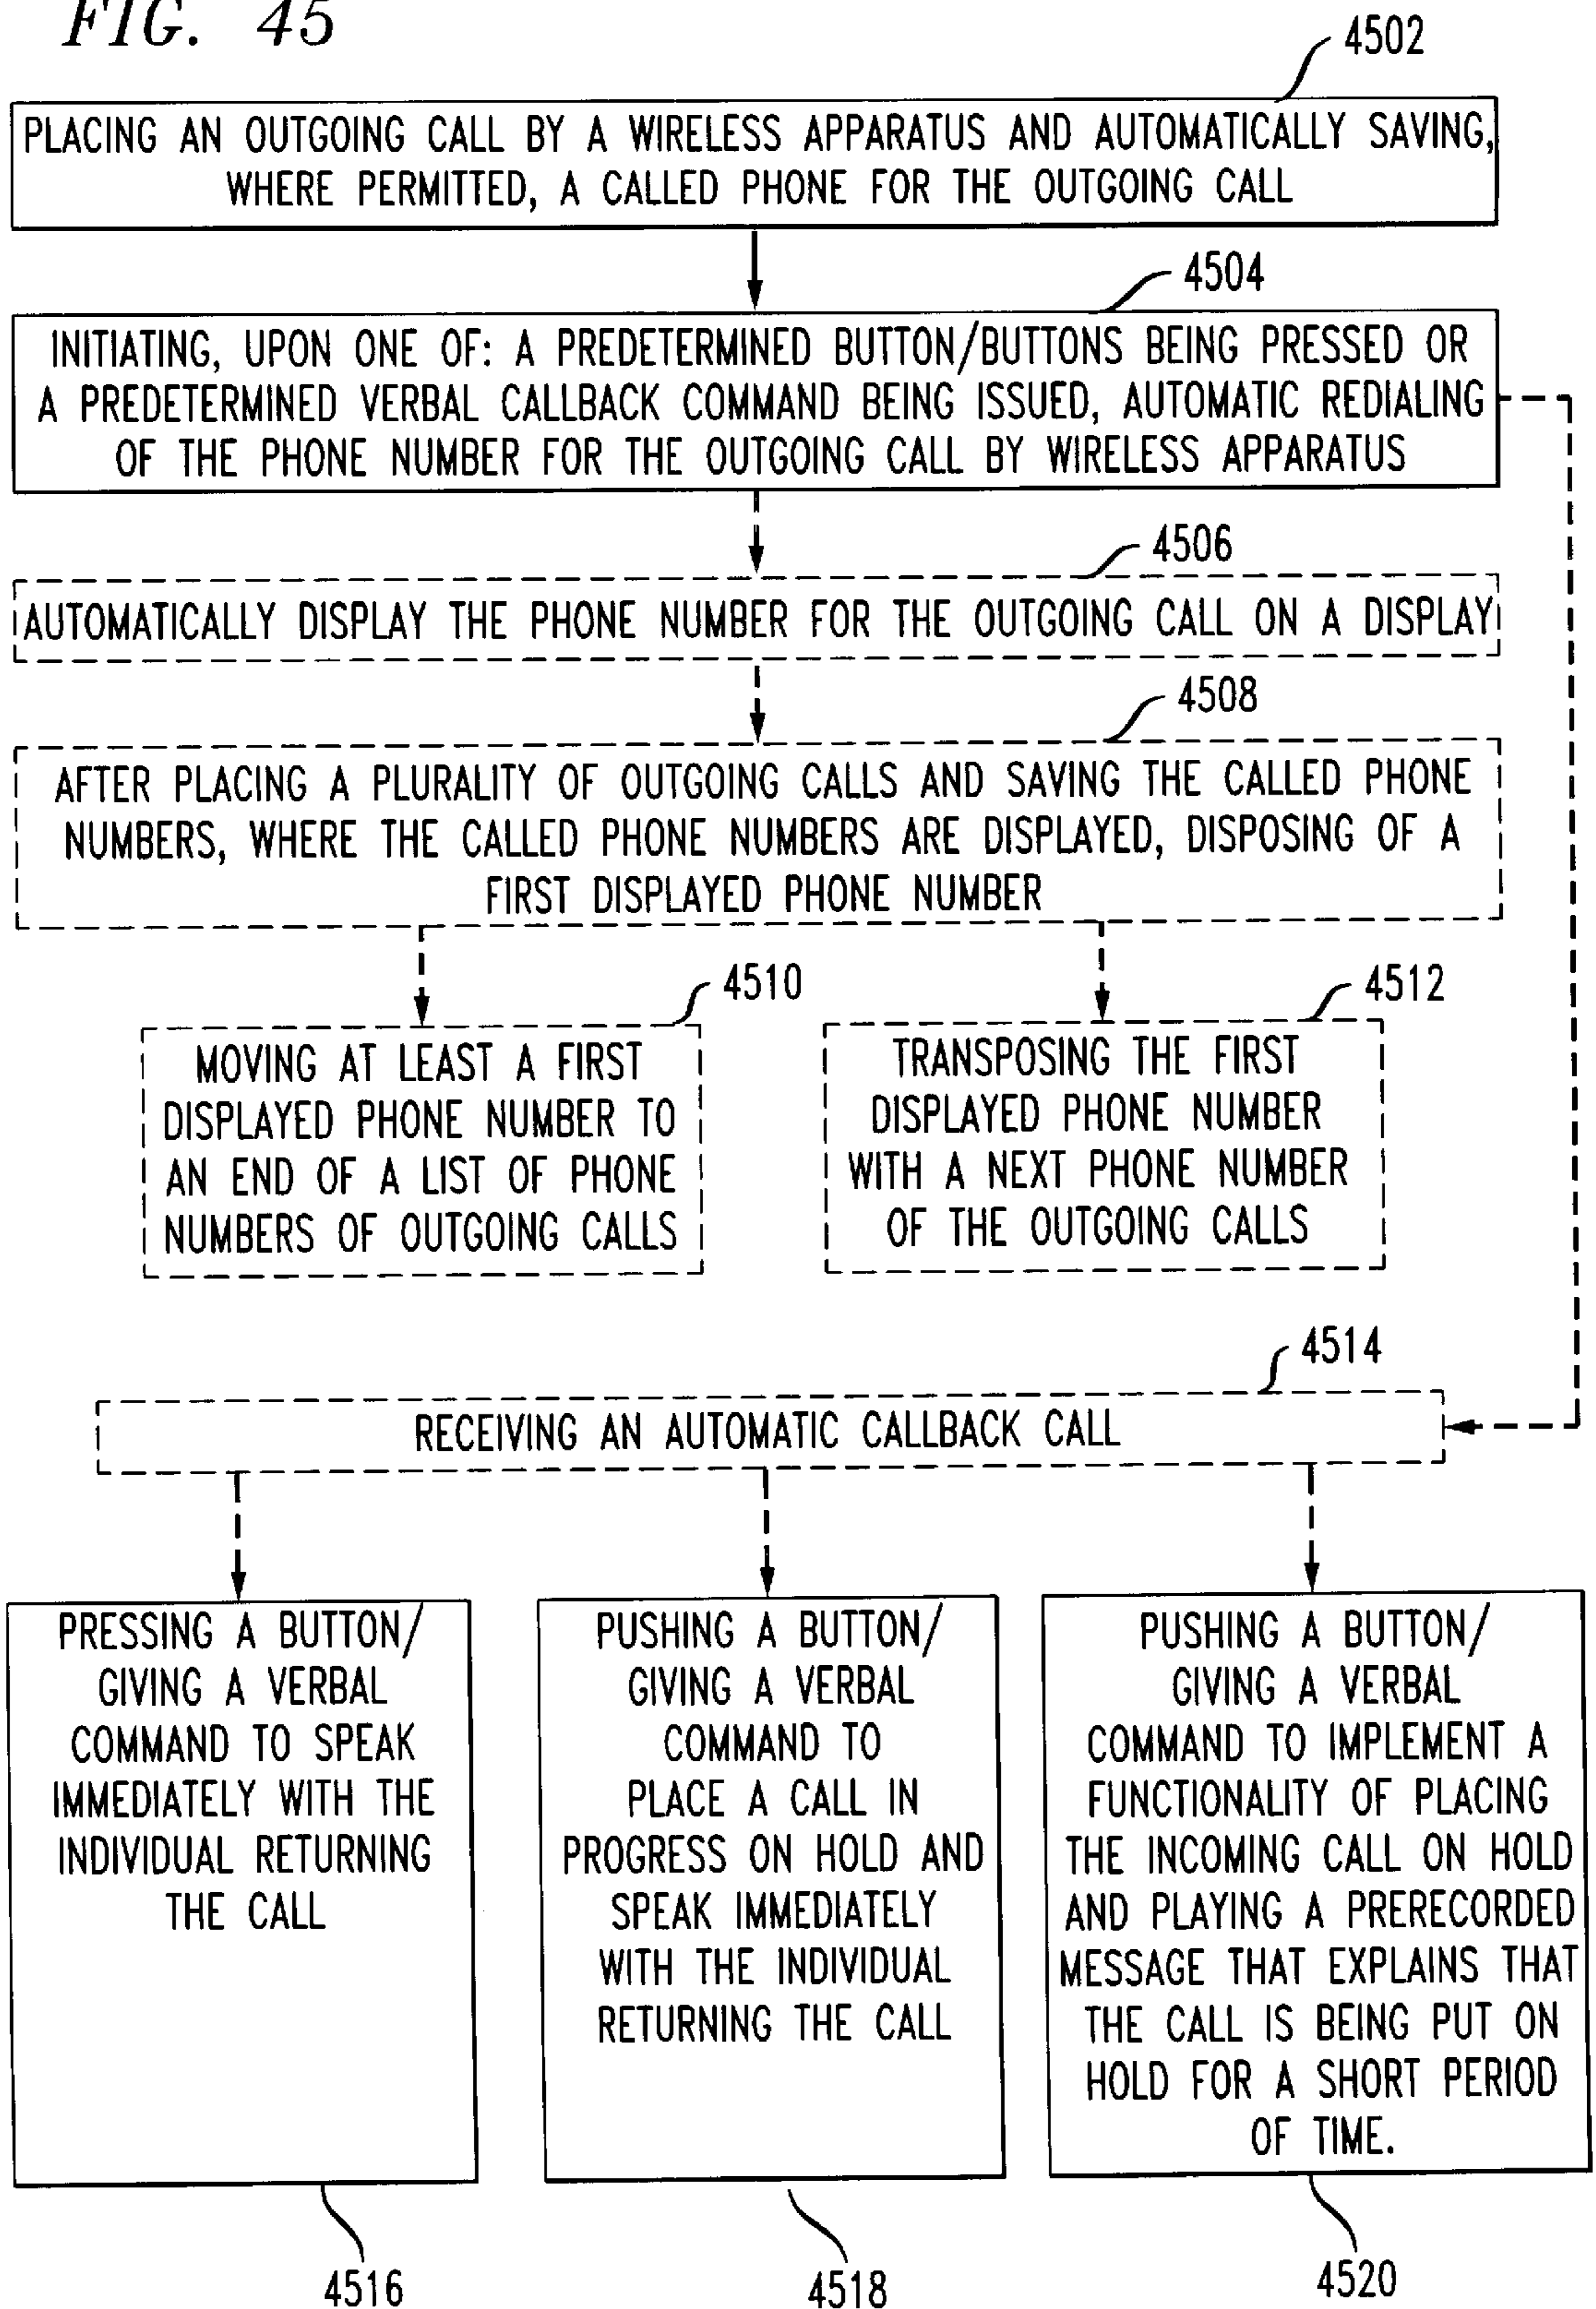 FIG. 45
4502
PLACING AN OUTGOING CALL BY A WIRELESS APPARATUS AND AUTOMATICALLY SAVING,
WHERE PERMITTED, A CALLED PHONE FOR THE OUTGOING CALL
4504
INITIATING, UPON ONE OF: A PREDETERMINED BUTTON/BUTTONS BEING PRESSED OR
A PREDETERMINED VERBAL CALLBACK COMMAND BEING ISSUED, AUTOMATIC REDIALING
OF THE PHONE NUMBER FOR THE OUTGOING CALL BY WIRELESS APPARATUS
4506
AUTOMATICALLY DISPLAY THE PHONE NUMBER FOR THE OUTGOING CALL ON A DISPLAY
4508
AFTER PLACING A PLURALITY OF OUTGOING CALLS AND SAVING THE CALLED PHONE
NUMBERS, WHERE THE CALLED PHONE NUMBERS ARE DISPLAYED, DISPOSING OF A
FIRST DISPLAYED PHONE NUMBER
4510
MOVING AT LEAST A FIRST
DISPLAYED PHONE NUMBER TO
AN END OF A LIST OF PHONE
NUMBERS OF OUTGOING CALLS
4512
TRANSPOSING THE FIRST
DISPLAYED PHONE NUMBER
WITH A NEXT PHONE NUMBER
OF THE OUTGOING CALLS
4514
RECEIVING AN AUTOMATIC CALLBACK CALL
PRESSING A BUTTON/
GIVING A VERBAL
COMMAND TO SPEAK
IMMEDIATELY WITH THE
INDIVIDUAL RETURNING
THE CALL
4516
PUSHING A BUTTON/
GIVING A VERBAL
COMMAND TO
PLACE A CALL IN
PROGRESS ON HOLD AND
SPEAK IMMEDIATELY
WITH THE INDIVIDUAL
RETURNING THE CALL
4518
PUSHING A BUTTON/
GIVING A VERBAL
COMMAND TO IMPLEMENT A
FUNCTIONALITY OF PLACING
THE INCOMING CALL ON HOLD
AND PLAYING A PRERECORDED
MESSAGE THAT EXPLAINS THAT
THE CALL IS BEING PUT ON
HOLD FOR A SHORT PERIOD
OF TIME.
4520